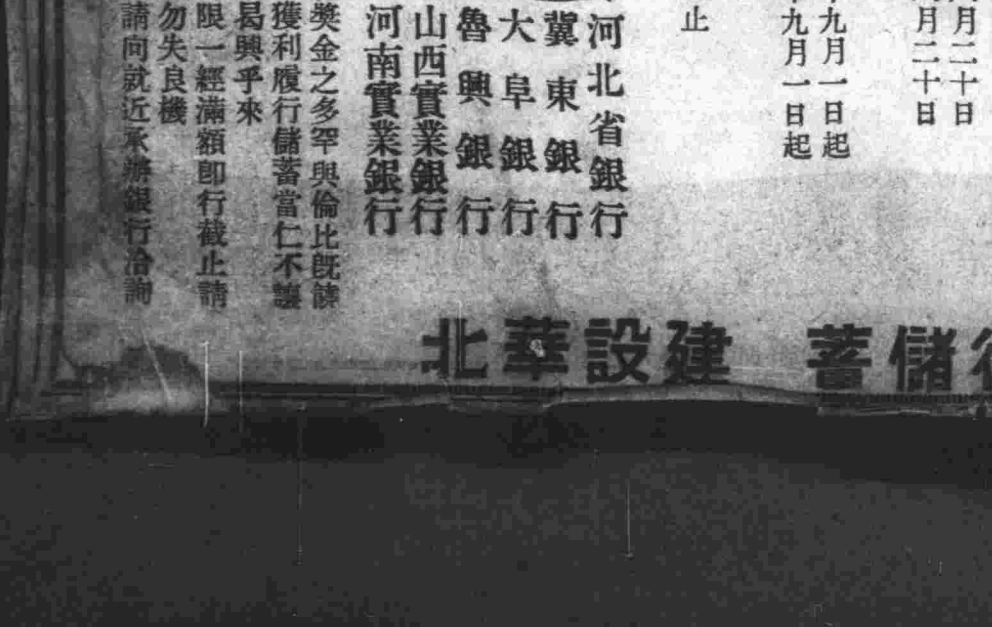 月二十日
月二十日
九月一日起
九月一日起
止
河北省銀行
冀東銀行
大阜銀行
魯興銀行
山西實業銀行
河南實業銀行
獎金之多罕與倫比既能
獲利履行儲蓄當仁不讓
曷興乎來
限一經滿額卽行截止請
勿失良機
請向就近承辦銀行洽詢
儲蓄 建設華北